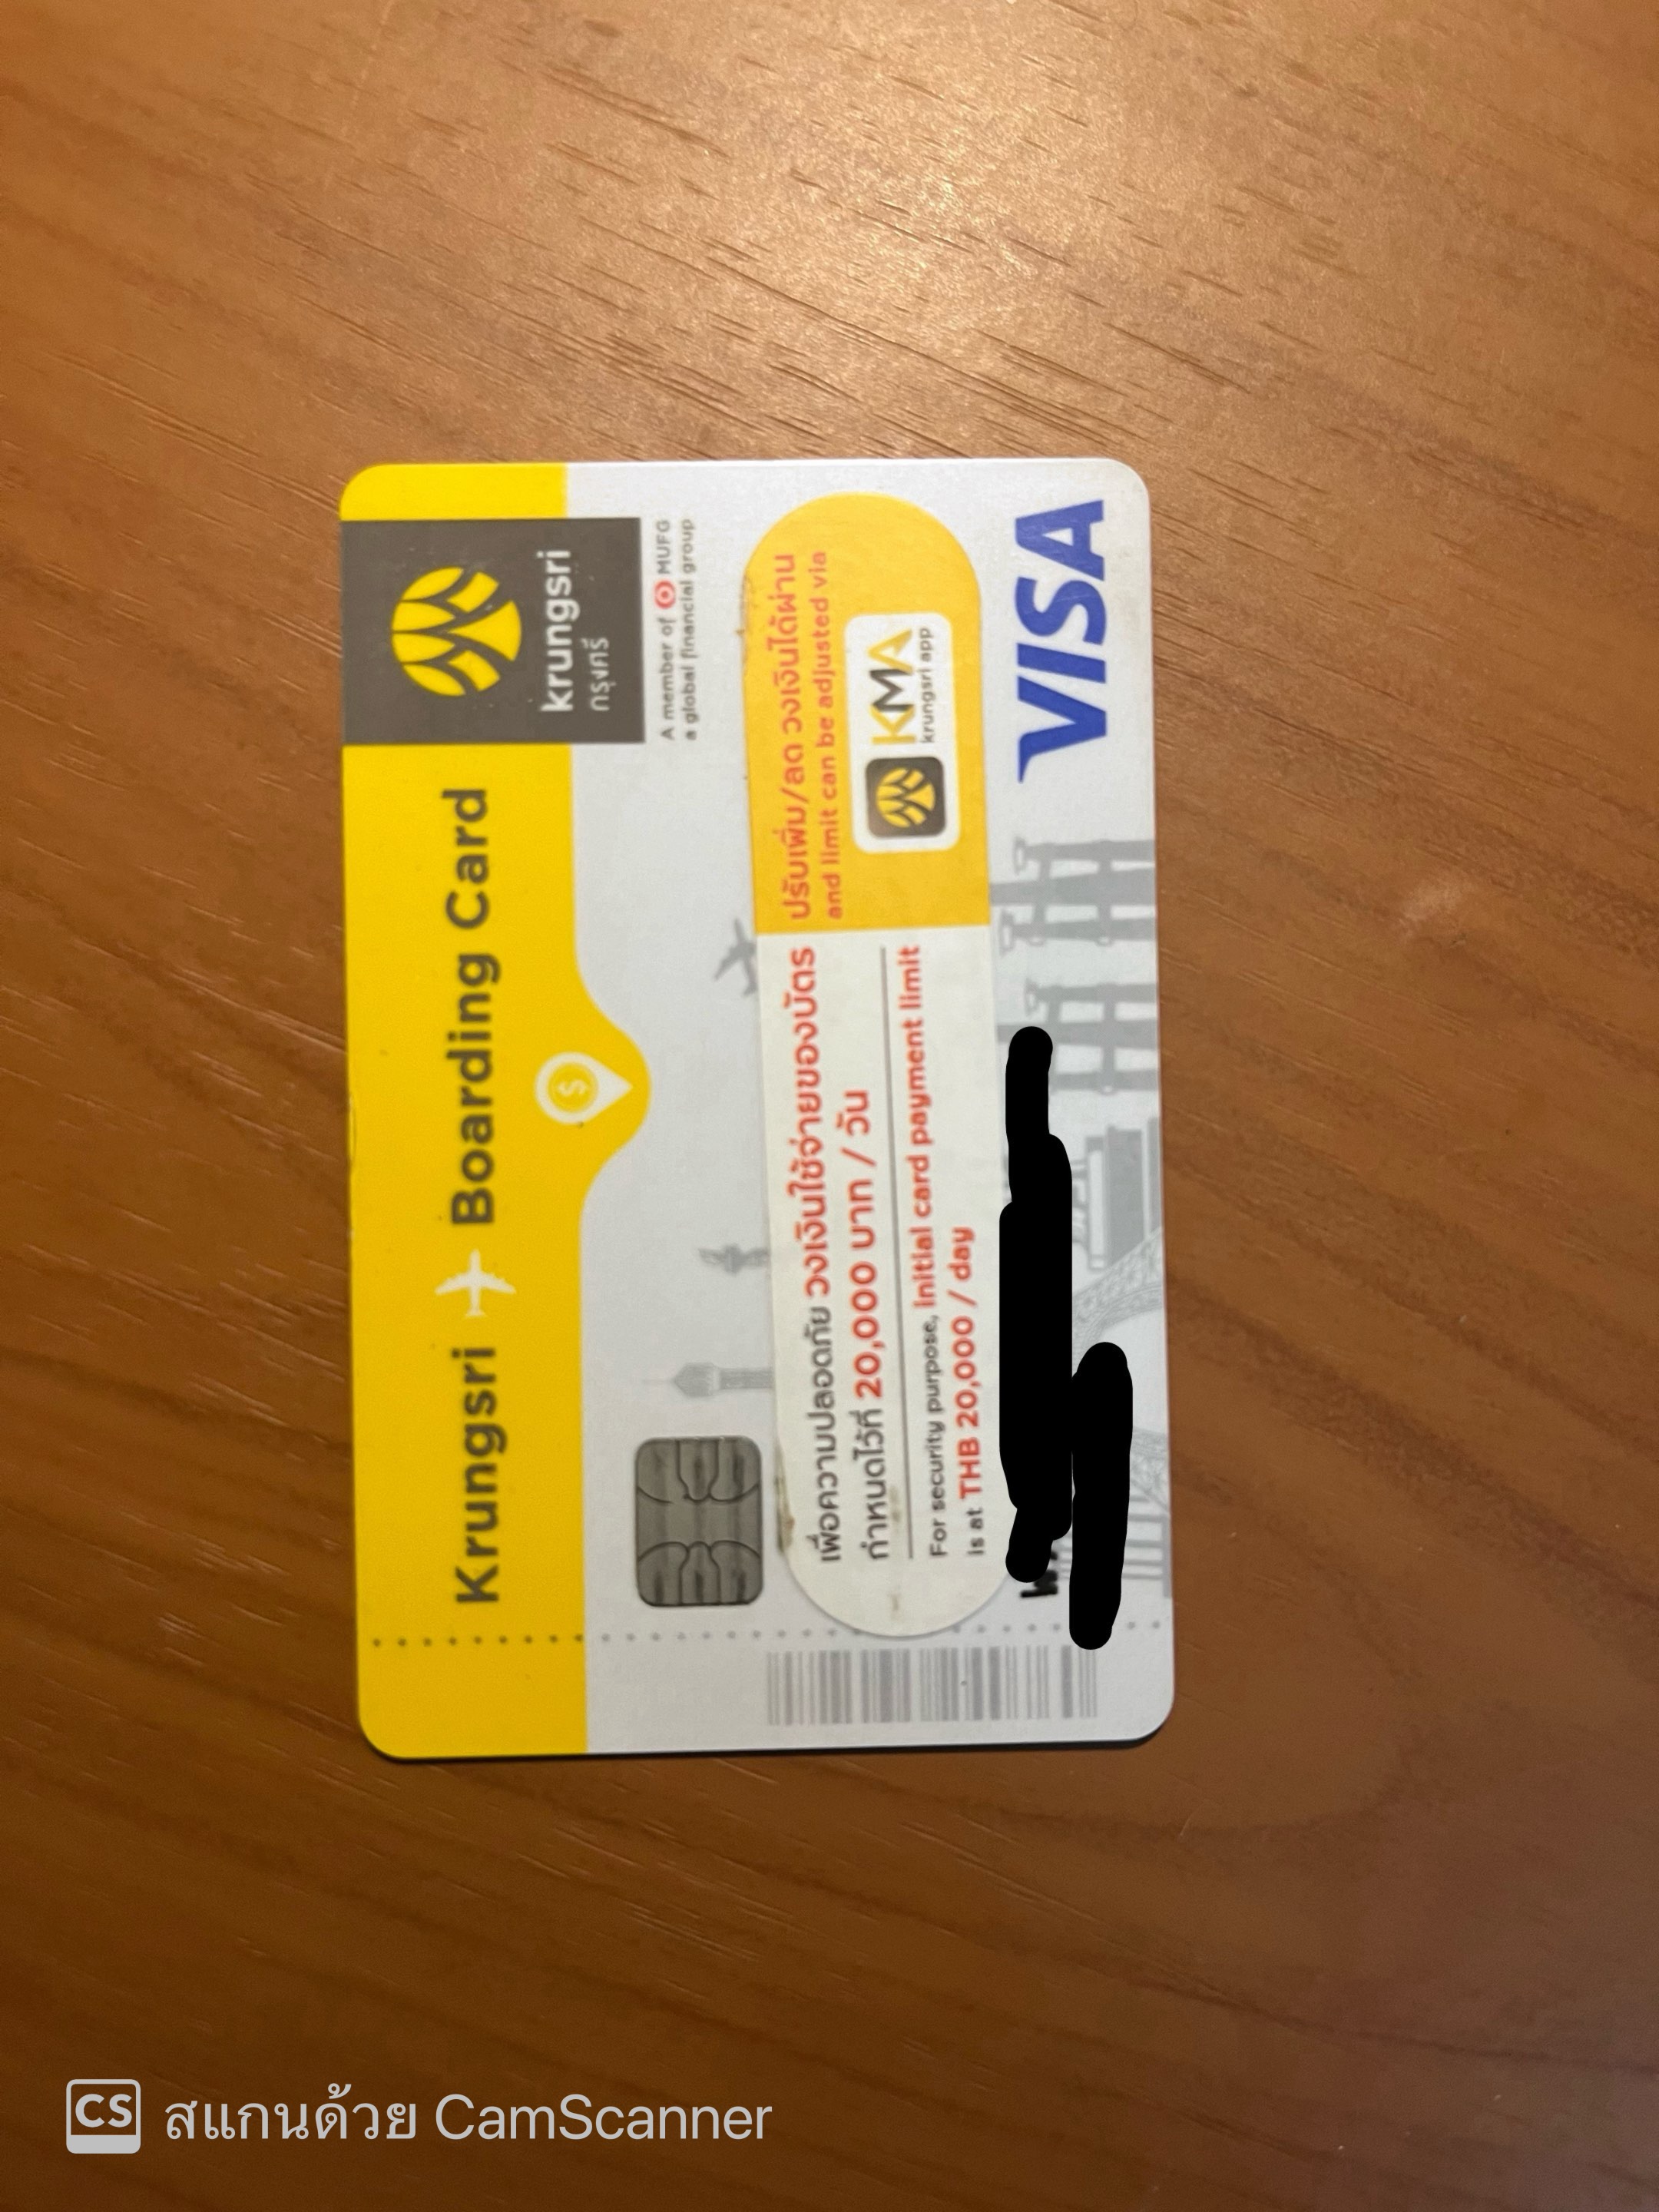 Krungsri Boarding Card
krungsri
กรุงศรี
A member of MUFG
a global financial group
$
เพื่อความปลอดภัย วงเงินใช้จ่ายของบัตร
กำหนดไว้ที่ 20,000 บาท / วัน
For security purpose, initial card payment limit
is at THB 20,000 / day
ปรับเพิ่ม/ลด วงเงินได้ผ่าน
and limit can be adjusted via
KMA
krungsri app
VISA
CS สแกนด้วย CamScanner